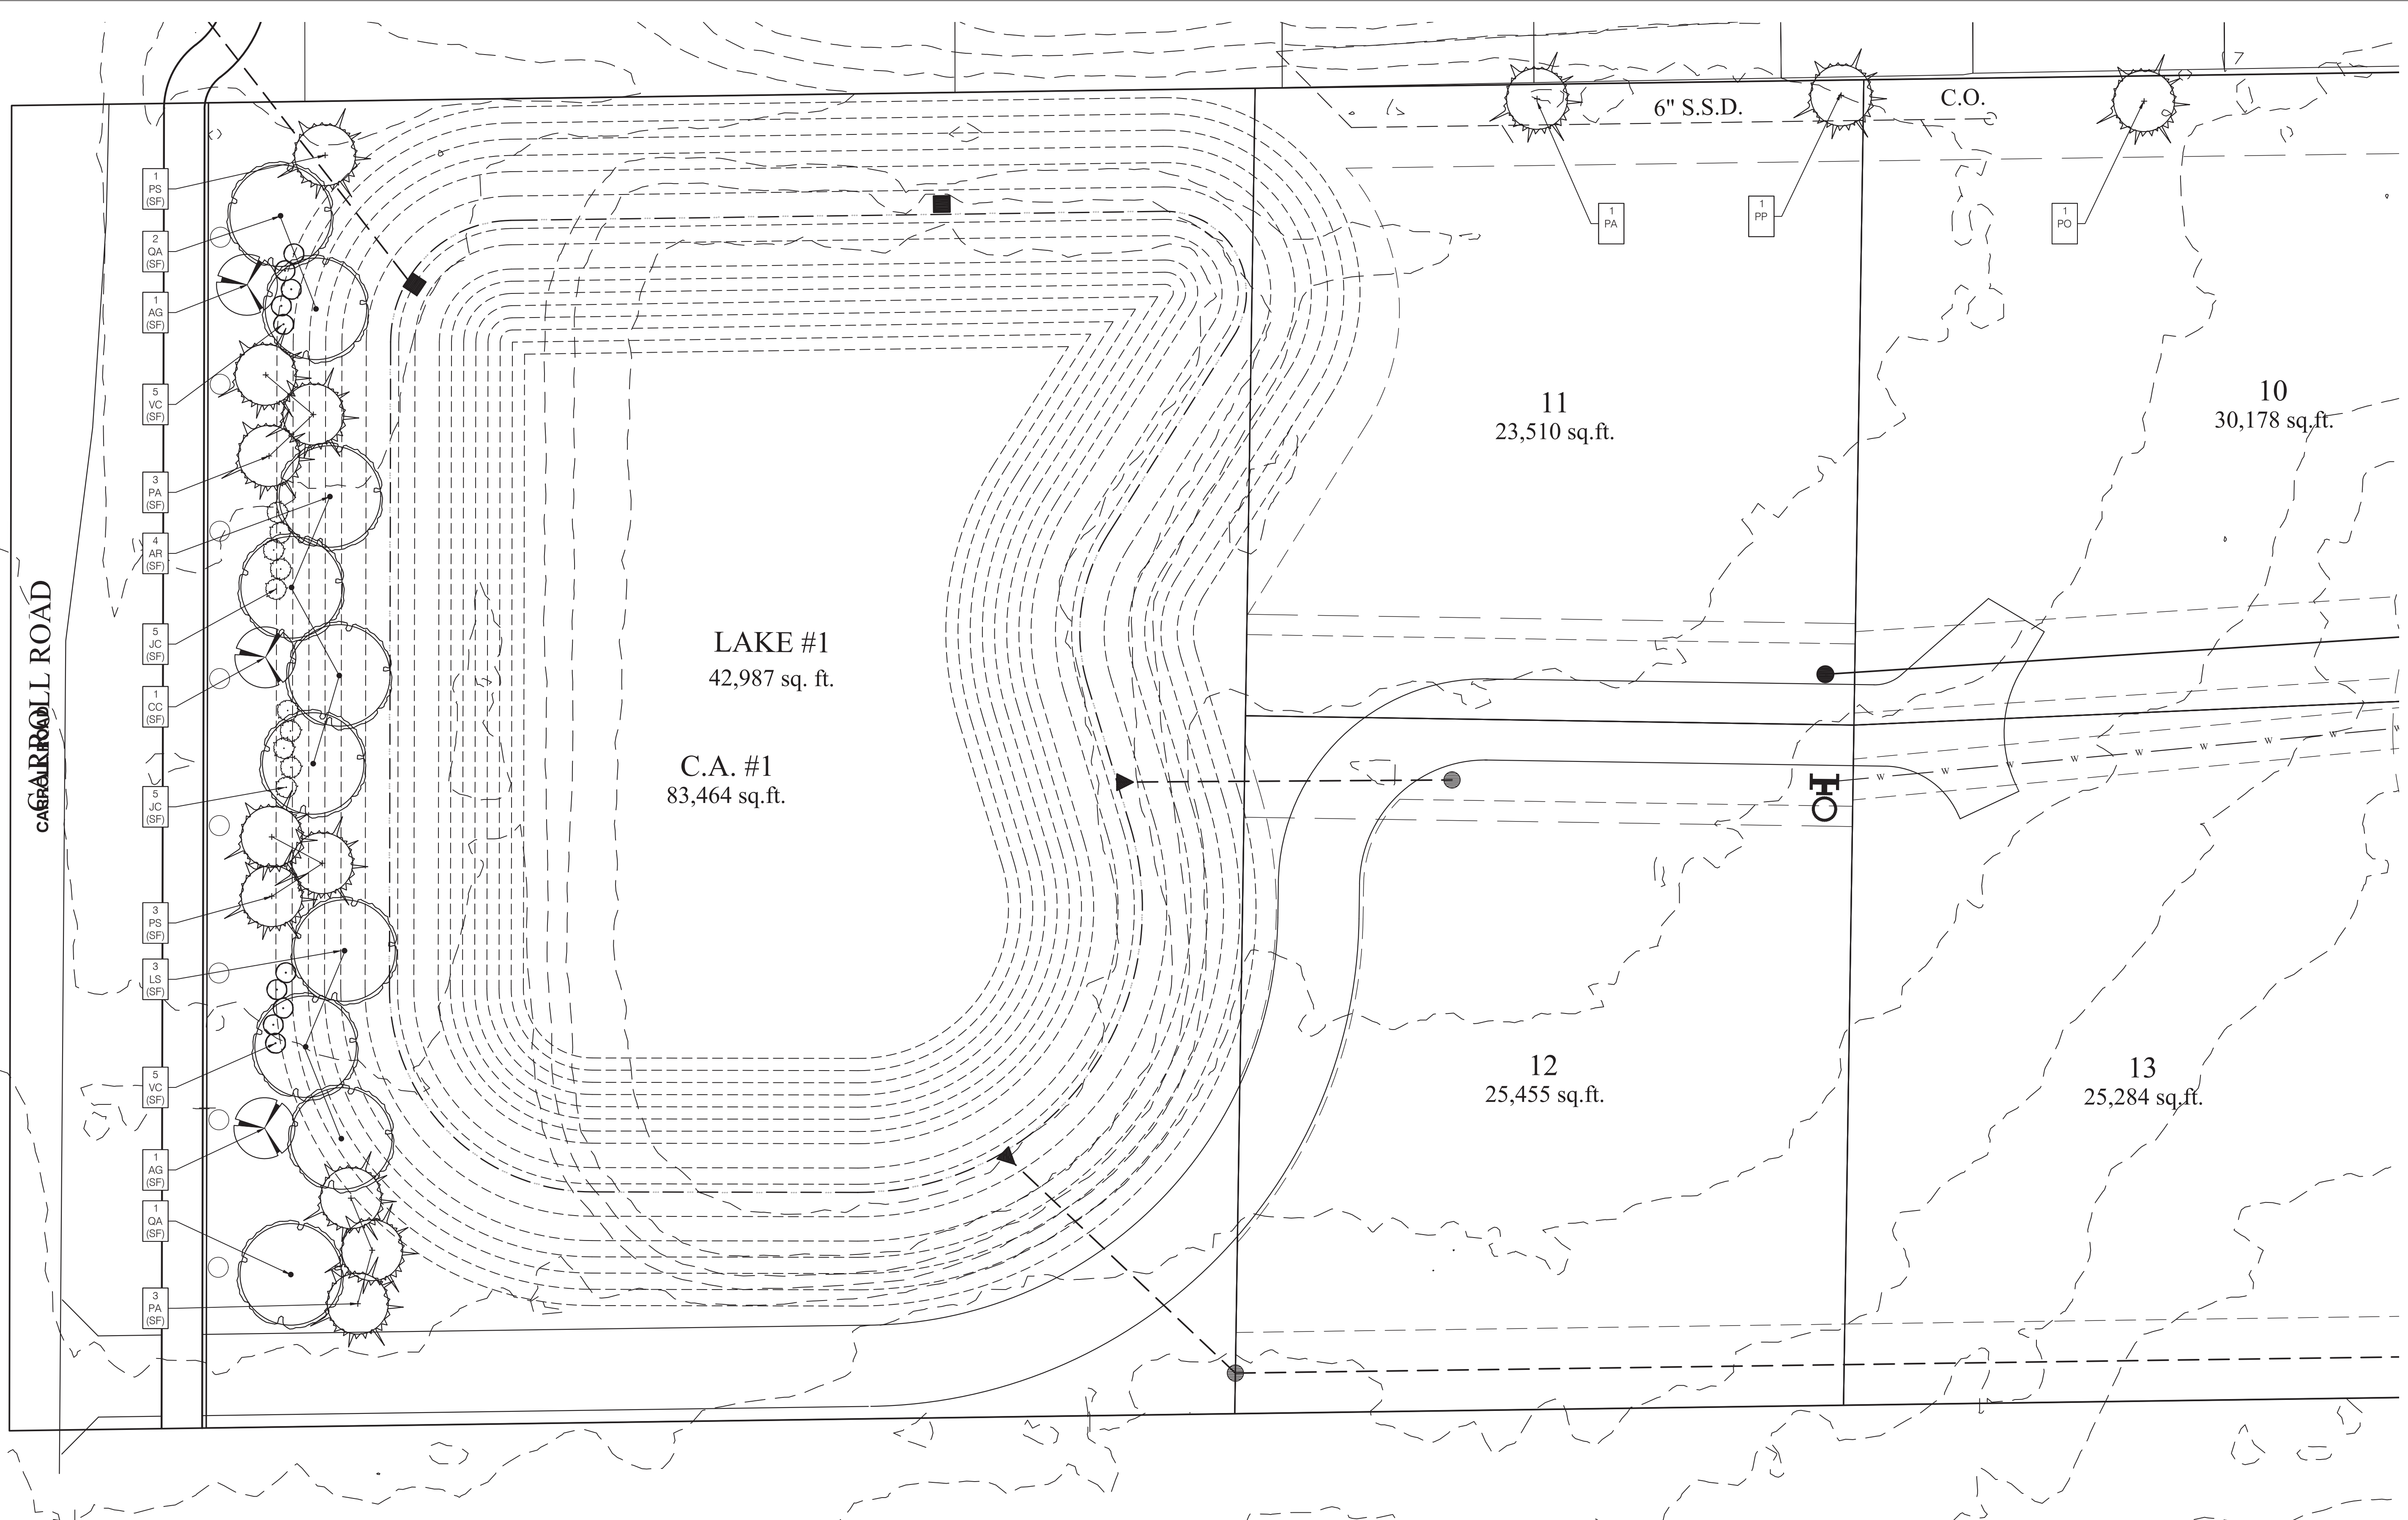 6" S.S.D.
C.O.
1
PS
(SF)
2
QA
(SF)
1
AG
(SF)
5
VC
(SF)
3
PA
(SF)
4
AR
(SF)
5
JC
(SF)
1
CC
(SF)
5
JC
(SF)
3
PS
(SF)
3
LS
(SF)
5
VC
(SF)
1
AG
(SF)
1
QA
(SF)
3
PA
(SF)
CARROLL ROAD
CARROLL ROAD
LAKE #1
42,987 sq. ft.
C.A. #1
83,464 sq.ft.
1
PA
1
PP
1
PO
11
23,510 sq.ft.
10
30,178 sq.ft.
W W W W W W W W W
12
25,455 sq.ft.
13
25,284 sq.ft.